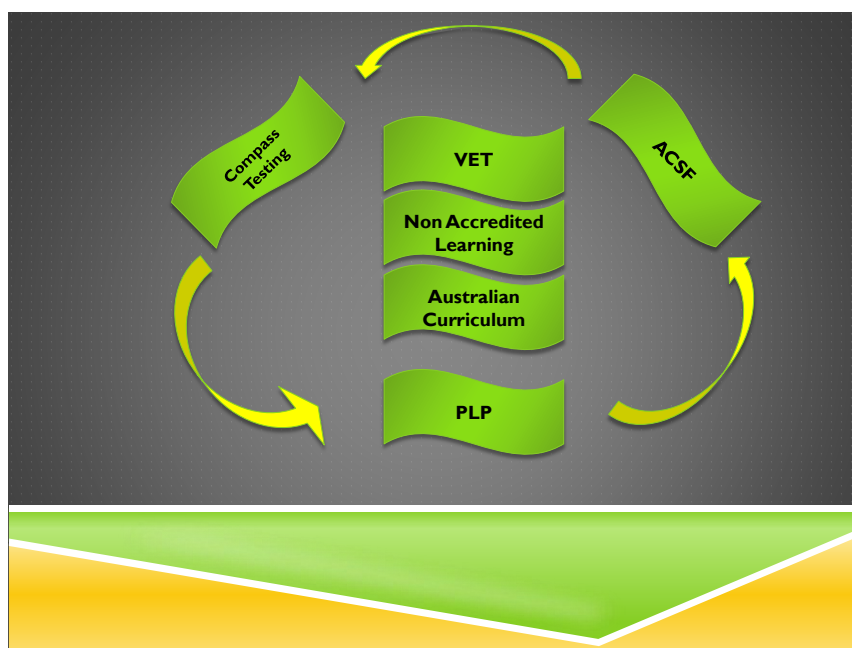 Compass
Testing
VET
ACSF
Non Accredited
Learning
Australian
Curriculum
PLP